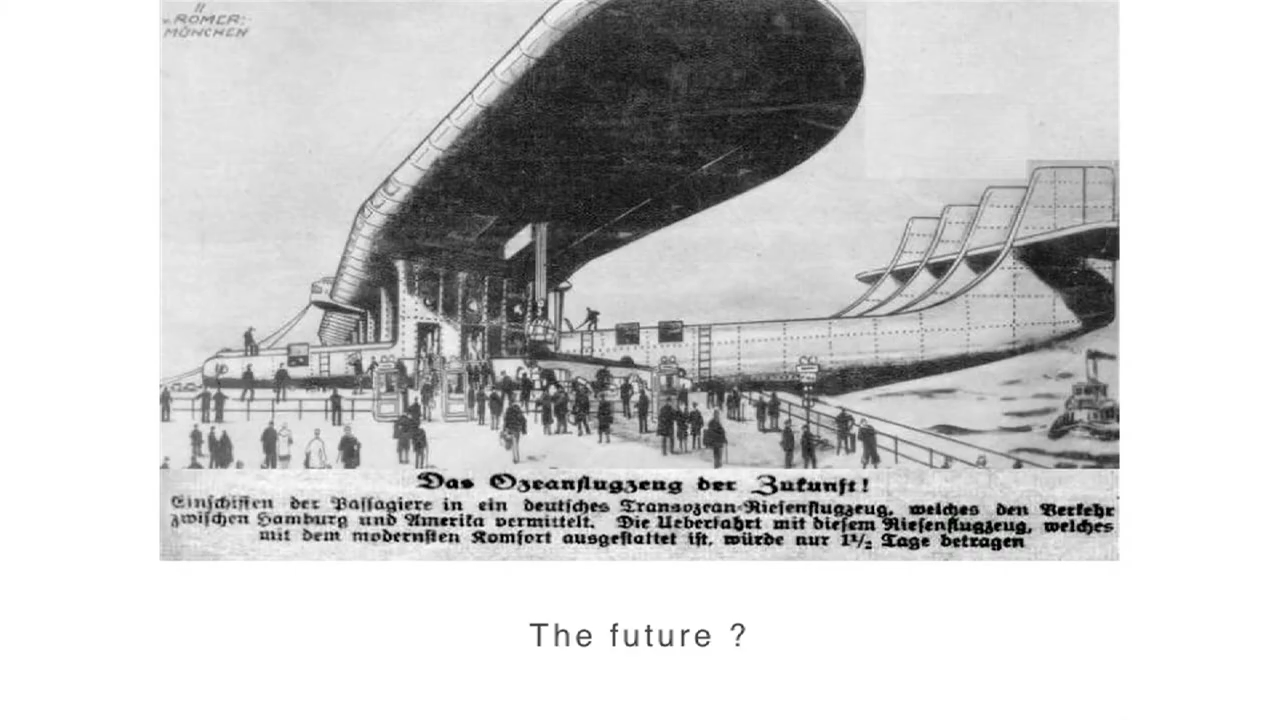 v. RÖMER:
MÜNCHEN
Das Ozeanflugzeug der Zukunft!
Einschiffen der Passagiere in ein deutsches Transozean-Riesenflugzeug, welches den Verkehr
zwischen Hamburg und Amerika vermittelt. Die Ueberfahrt mit diesem Riesenflugzeug, welches
mit dem modernsten Komfort ausgestattet ist, würde nur 1½ Tage betragen
The future ?